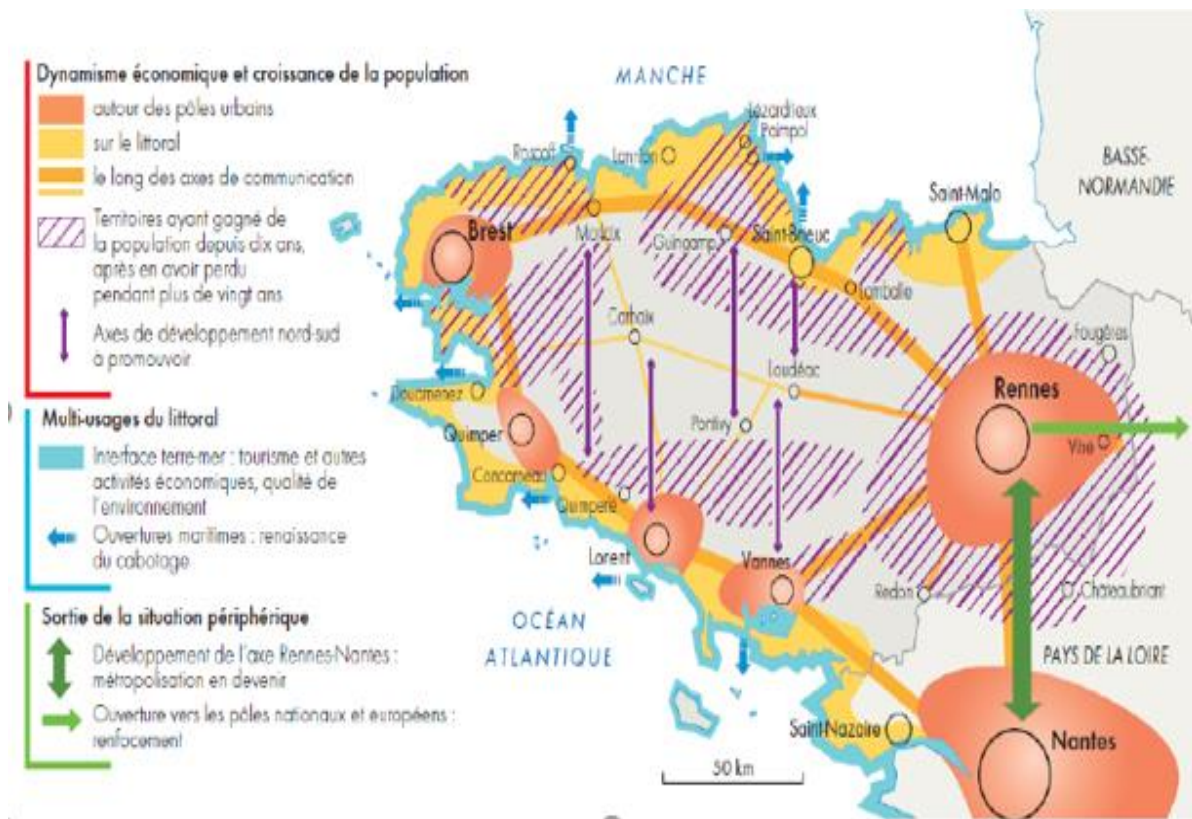 Dynamisme économique et croissance de la population
autour des pôles urbains
sur le littoral
le long des axes de communication
Territoires ayant gagné de
la population depuis dix ans,
après en avoir perdu
pendant plus de vingt ans
Axes de développement nord-sud
à promouvoir
Multi-usages du littoral
Interface terre-mer : tourisme et autres
activités économiques, qualité de
l'environnement
Ouvertures maritimes : renaissance
du cabotage
Sortie de la situation périphérique
Développement de l'axe Rennes-Nantes :
métropolisation en devenir
Ouverture vers les pôles nationaux et européens :
renfacement
MANCHE
Lézardrieux
Paimpol
Roscoff
Lannion
BASSE-
NORMANDIE
Saint-Malo
Brest
Morlaix
Guingamp
Saint-Brieuc
Lamballe
Fougères
Carhaix
Loudéac
Rennes
Douarnenez
Pontivy
Vitré
Quimper
Concarneau
Quimperlé
Lorient
Vannes
Redon
Châteaubriant
OCÉAN
ATLANTIQUE
PAYS DE LA LOIRE
Saint-Nazaire
Nantes
50 km